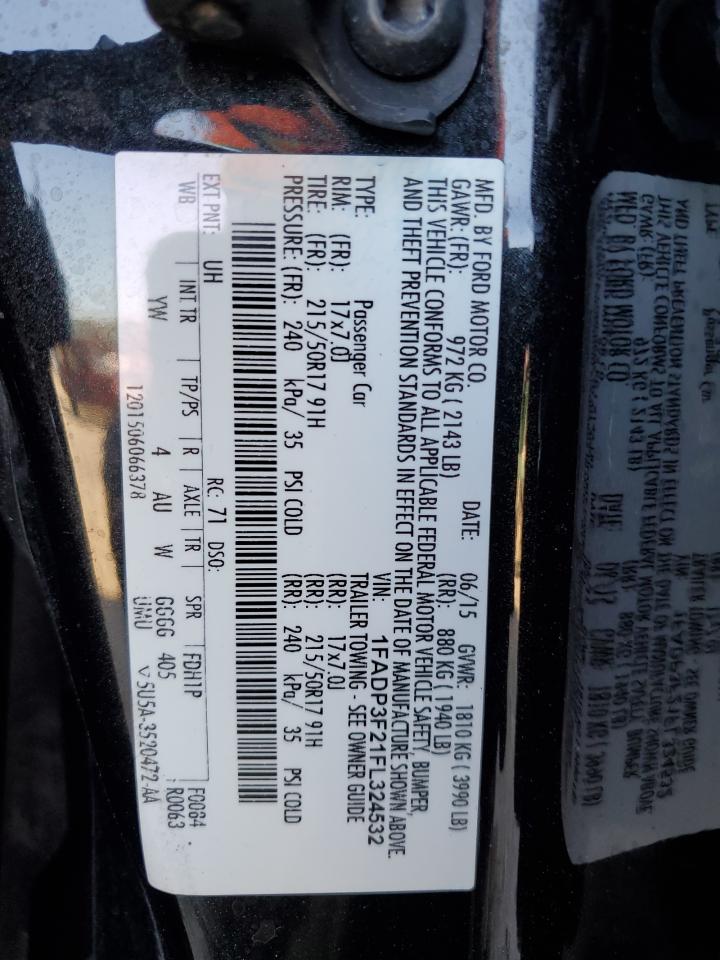 MFD. BY FORD MOTOR CO.
DATE: 06/15 GVWR: 1810 KG ( 3990 LB)
GAWR: (FR): 972 KG ( 2143 LB) (RR): 880 KG ( 1940 LB)
THIS VEHICLE CONFORMS TO ALL APPLICABLE FEDERAL MOTOR VEHICLE SAFETY, BUMPER,
AND THEFT PREVENTION STANDARDS IN EFFECT ON THE DATE OF MANUFACTURE SHOWN ABOVE.
VIN: 1FADP3F21FL324532
TYPE: Passenger Car TRAILER TOWING - SEE OWNER GUIDE
RIM: (FR): 17x7.0J (RR): 17x7.0J
TIRE: (FR): 215/50R17 91H (RR): 215/50R17 91H
PRESSURE: (FR): 240 kPa/ 35 PSI COLD (RR): 240 kPa/ 35 PSI COLD
EXT PNT: UH RC: 71 DSO: F0084
WB INT. TR TP/PS R AXLE TR SPR FDH1P R0063
YW 4 AU W GGGG 405
1201506066378 UMU 5U5A-3520472-AA